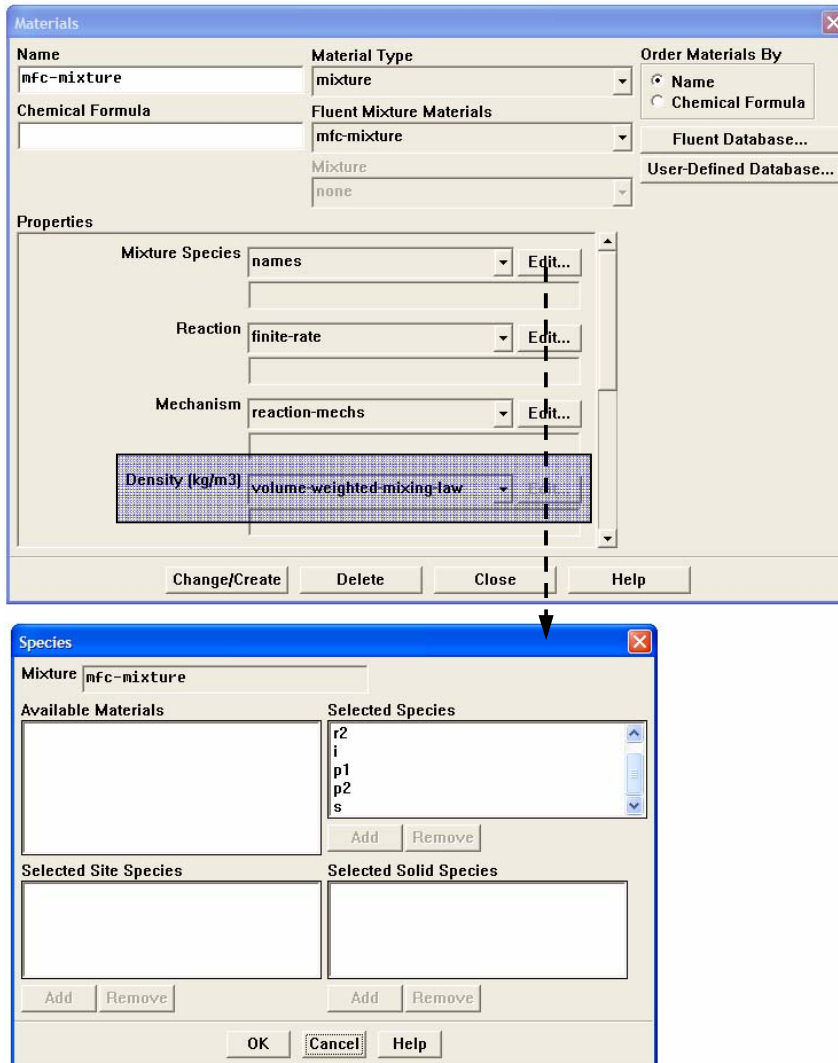 Materials
Name
mfc-mixture
Chemical Formula
Material Type
mixture
Fluent Mixture Materials
mfc-mixture
Mixture
none
Order Materials By
Name
Chemical Formula
Fluent Database...
User-Defined Database...
Properties
Mixture Species names Edit...
Reaction finite-rate Edit...
Mechanism reaction-mechs Edit...
Density (kg/m3) volume-weighted-mixing-law Edit...
Change/Create Delete Close Help
Species
Mixture mfc-mixture
Available Materials
Selected Species
r2
i
p1
p2
s
Add Remove
Selected Site Species
Selected Solid Species
Add Remove
Add Remove
OK Cancel Help